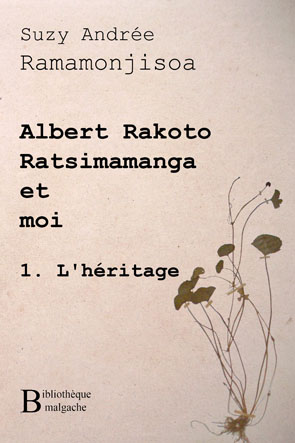 Suzy Andrée
Ramamonjisoa
Albert Rakoto
Ratsimamanga
et
moi
1. L'héritage
Bibliothèque
malgache